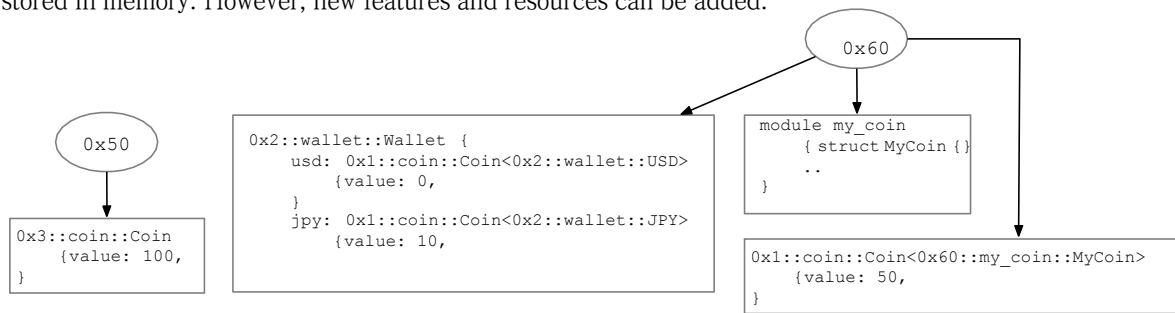 stored in memory. However, new features and resources can be added.
0x60
0x50
0x3::coin::Coin
{value: 100,
}
0x2::wallet::Wallet {
usd: 0x1::coin::Coin<0x2::wallet::USD>
{value: 0,
}
jpy: 0x1::coin::Coin<0x2::wallet::JPY>
{value: 10,
module my_coin
{ struct MyCoin {}
..
}
0x1::coin::Coin<0x60::my_coin::MyCoin>
{value: 50,
}